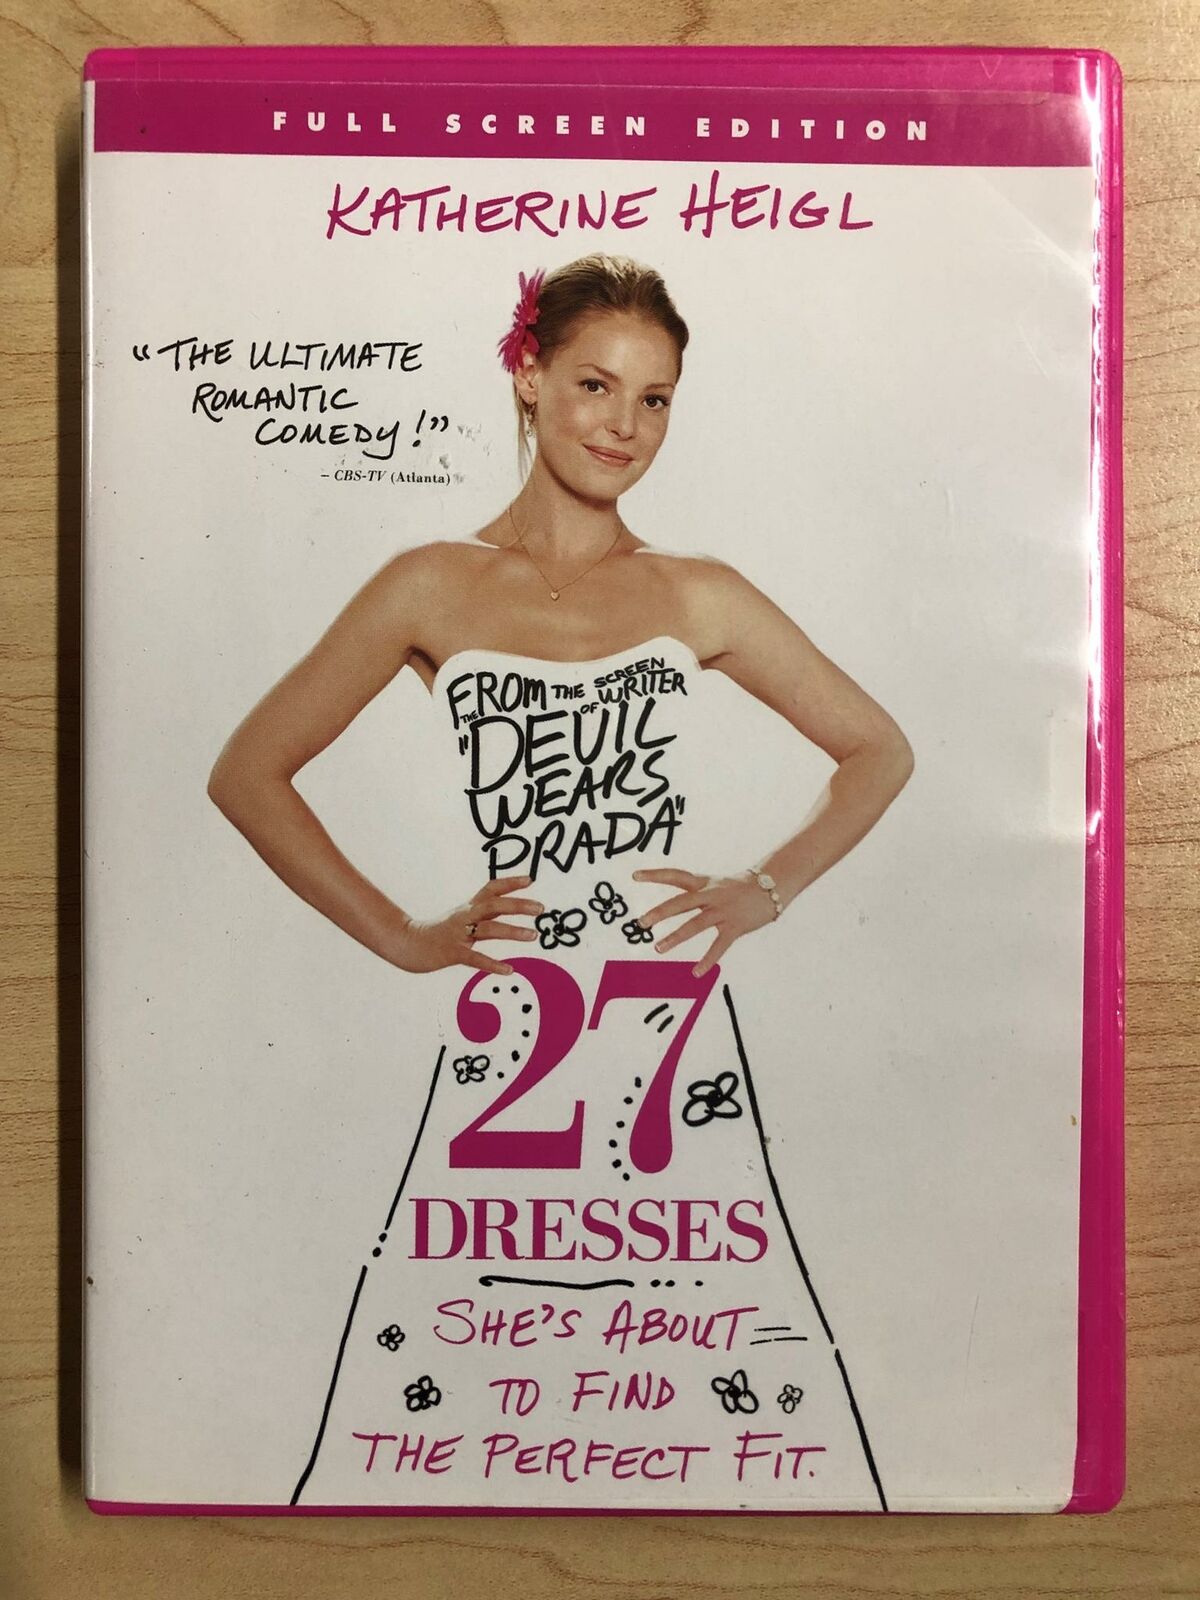 FULL SCREEN EDITION
KATHERINE HEIGL
“THE ULTIMATE
ROMANTIC
COMEDY!”
– CBS-TV (Atlanta)
FROM THE SCREEN
WRITER
OF
THE
"DEVIL
WEARS
PRADA"
27
DRESSES
SHE'S ABOUT
TO FIND
THE PERFECT FIT.